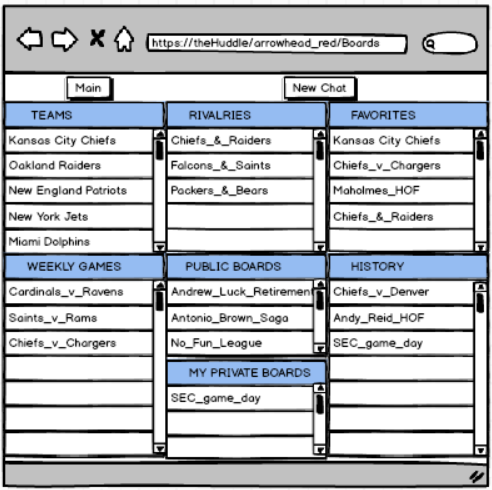 https://theHuddle/arrowhead_red/Boards
Main
New Chat
TEAMS
Kansas City Chiefs
Oakland Raiders
New England Patriots
New York Jets
Miami Dolphins
RIVALRIES
Chiefs_&_Raiders
Falcons_&_Saints
Packers_&_Bears
FAVORITES
Kansas City Chiefs
Chiefs_v_Chargers
Maholmes_HOF
Chiefs_&_Raiders
WEEKLY GAMES
Cardinals_v_Ravens
Saints_v_Rams
Chiefs_v_Chargers
PUBLIC BOARDS
Andrew_Luck_Retirement
Antonio_Brown_Saga
No_Fun_League
MY PRIVATE BOARDS
SEC_game_day
HISTORY
Chiefs_v_Denver
Andy_Reid_HOF
SEC_game_day